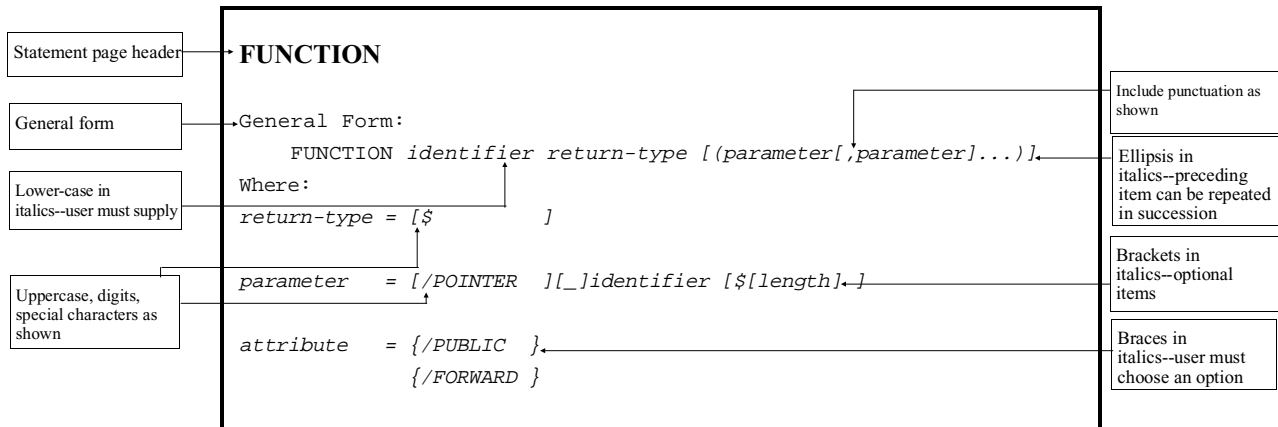 Statement page header
FUNCTION
General form
General Form:
FUNCTION identifier return-type [(parameter[,parameter]...)]
Include punctuation as
shown
Ellipsis in
italics--preceding
item can be repeated
in succession
Lower-case in
italics--user must supply
Where:
return-type = [$ ]
Uppercase, digits,
special characters as
shown
parameter = [/POINTER ][_]identifier [$[length] ]
Brackets in
italics--optional
items
attribute = {/PUBLIC }
{/FORWARD }
Braces in
italics--user must
choose an option